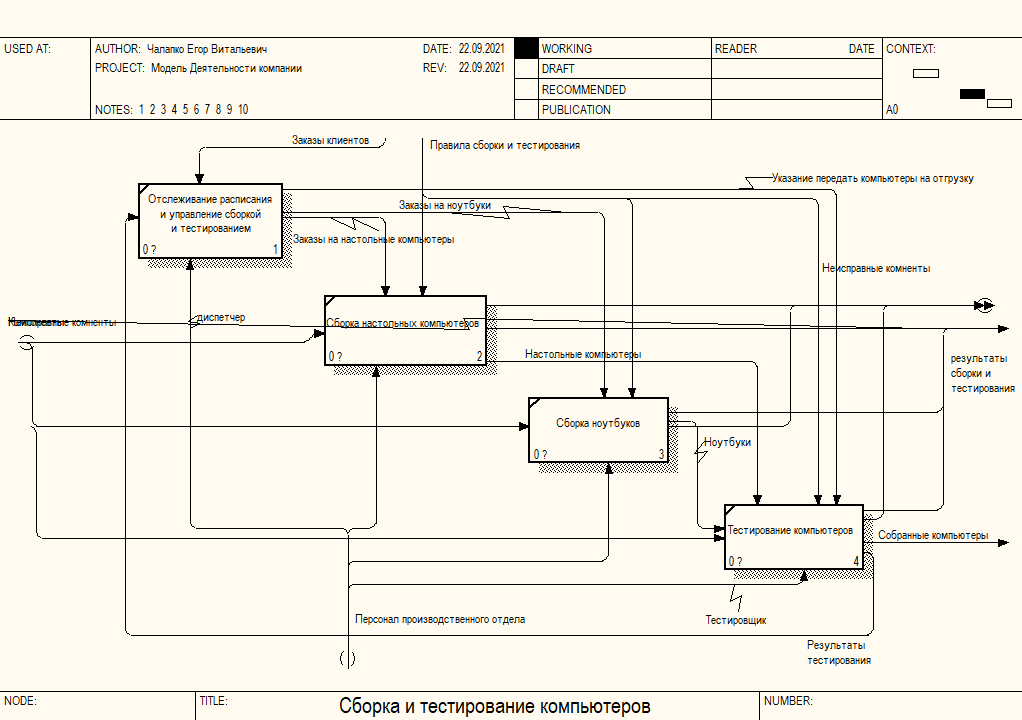 USED AT:
AUTHOR: Чалапко Егор Витальевич
DATE: 22.09.2021
WORKING
READER
DATE
CONTEXT:
PROJECT: Модель Деятельности компании
REV: 22.09.2021
DRAFT
RECOMMENDED
NOTES: 1 2 3 4 5 6 7 8 9 10
PUBLICATION
A0
Заказы клиентов
Правила сборки и тестирования
Указание передать компьютеры на отгрузку
Отслеживание расписания
и управление сборкой
и тестированием
0 ?
1
Заказы на ноутбуки
Заказы на настольные компьютеры
Неисправные комненты
диспетчер
комненты
Сборка настольных компьютеров
0 ?
2
Настольные компьютеры
результаты
сборки и
тестирования
Сборка ноутбуков
0 ?
3
Ноутбуки
Тестирование компьютеров
0 ?
4
Собранные компьютеры
Персонал производственного отдела
Тестировщик
Результаты
тестирования
NODE:
TITLE:
Сборка и тестирование компьютеров
NUMBER: